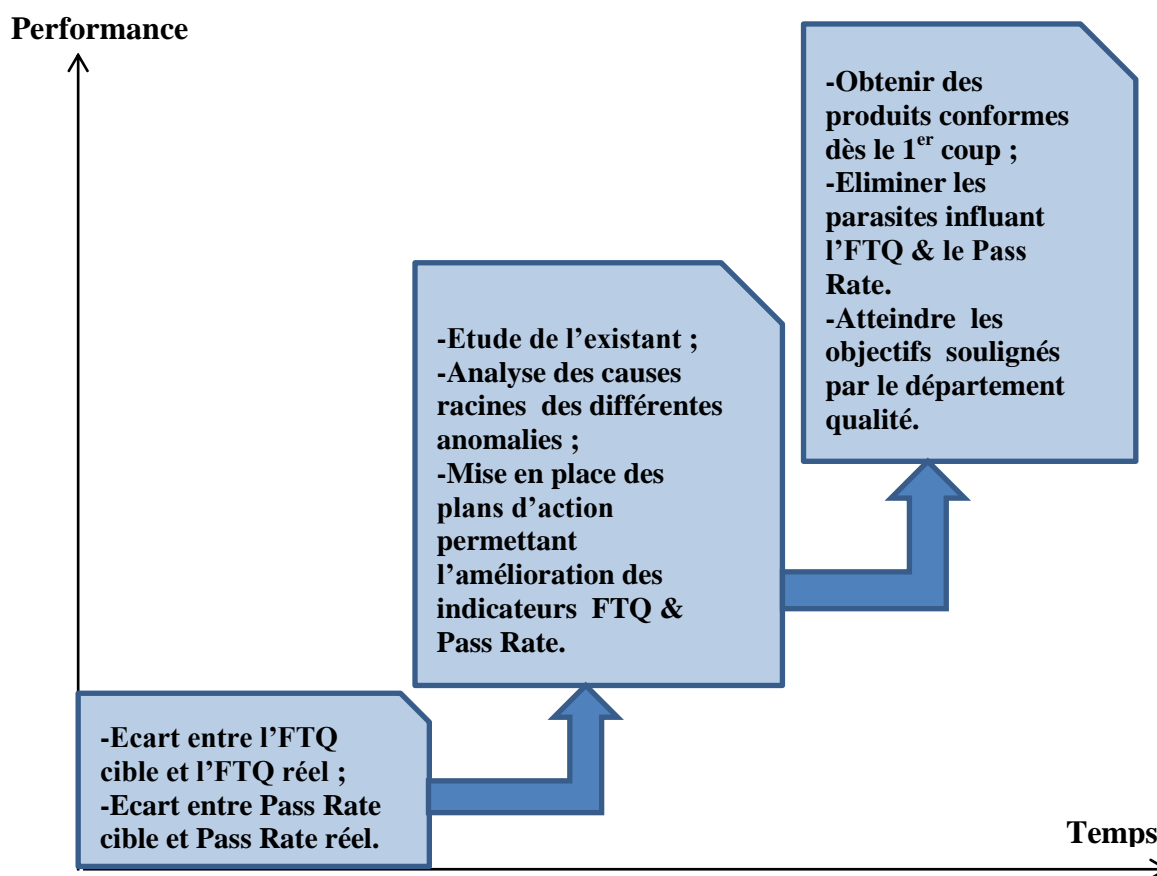 Performance
-Obtenir des
produits conformes
dès le 1er coup ;
-Eliminer les
parasites influant
l’FTQ & le Pass
Rate.
-Atteindre les
objectifs soulignés
par le département
qualité.
-Etude de l’existant ;
-Analyse des causes
racines des différentes
anomalies ;
-Mise en place des
plans d’action
permettant
l’amélioration des
indicateurs FTQ &
Pass Rate.
-Ecart entre l’FTQ
cible et l’FTQ réel ;
-Ecart entre Pass Rate
cible et Pass Rate réel.
Temps